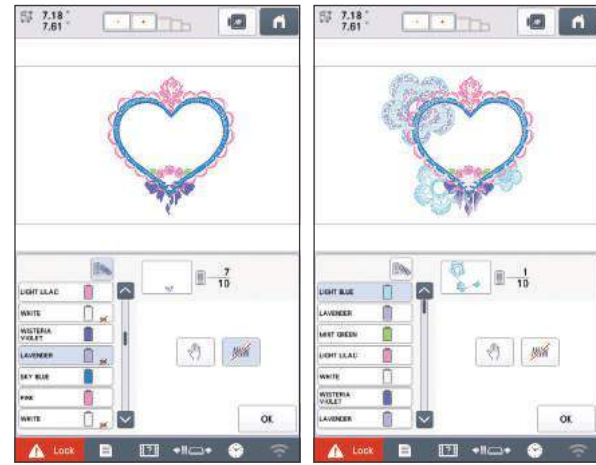 7.18 "
7.61 "
7
10
LIGHT LILAC
WHITE
WISTERIA
VIOLET
LAVENDER
SKY BLUE
PINK
WHITE
OK
Lock
7.18 "
7.61 "
1
10
LIGHT BLUE
LAVENDER
MINT GREEN
LIGHT LILAC
WHITE
WISTERIA
VIOLET
LAVENDER
OK
Lock